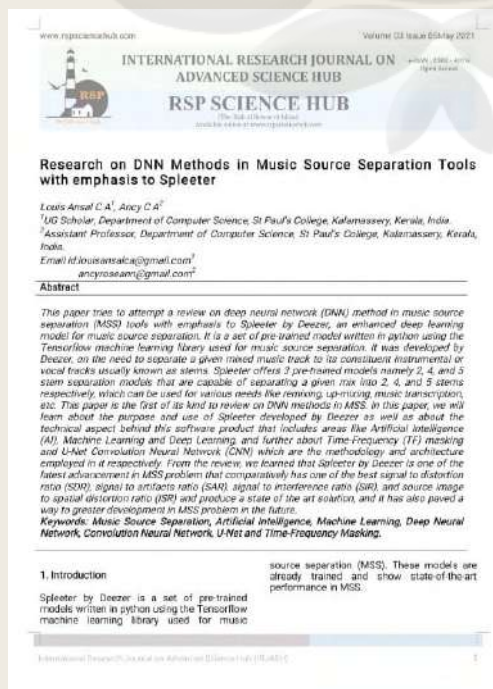 www.rspsciencehub.com
Volume 03 Issue 05May 2021
INTERNATIONAL RESEARCH JOURNAL ON
ADVANCED SCIENCE HUB
Open Access
RSP
RSP SCIENCE HUB
Research on DNN Methods in Music Source Separation Tools
with emphasis to Spleeter
Louis Ansal C A1, Ancy C A2
1UG Scholar, Department of Computer Science, St Paul's College, Kalamassery, Kerala, India.
2Assistant Professor, Department of Computer Science, St Paul's College, Kalamassery, Kerala,
India.
Email id:louisansalca@gmail.com1
ancyroseann@gmail.com2
Abstract
This paper tries to attempt a review on deep neural network (DNN) method in music source
separation (MSS) tools with emphasis to Spleeter by Deezer, an enhanced deep learning
model for music source separation. It is a set of pre-trained model written in python using the
Tensorflow machine learning library used for music source separation. It was developed by
Deezer, on the need to separate a given mixed music track to its constituent instrumental or
vocal tracks usually known as stems. Spleeter offers 3 pre-trained models namely 2, 4, and 5
stem separation models that are capable of separating a given mix into 2, 4, and 5 stems
respectively, which can be used for various needs like remixing, up-mixing, music transcription,
etc. This paper is the first of its kind to review on DNN methods in MSS. In this paper, we will
learn about the purpose and use of Spleeter developed by Deezer as well as about the
technical aspect behind this software product that includes areas like Artificial Intelligence
(AI), Machine Learning and Deep Learning, and further about Time-Frequency (TF) masking
and U-Net Convolution Neural Network (CNN) which are the methodology and architecture
employed in it respectively. From the review, we learned that Spleeter by Deezer is one of the
latest advancement in MSS problem that comparatively has one of the best signal to distortion
ratio (SDR), signal to artifacts ratio (SAR), signal to interference ratio (SIR), and source image
to spatial distortion ratio (ISR) and produce a state of the art solution, and it has also paved a
way to greater development in MSS problem in the future.
Keywords: Music Source Separation, Artificial Intelligence, Machine Learning, Deep Neural
Network, Convolution Neural Network, U-Net and Time-Frequency Masking.
1. Introduction
Spleeter by Deezer is a set of pre-trained
models written in python using the Tensorflow
machine learning library used for music
source separation (MSS). These models are
already trained and show state-of-the-art
performance in MSS.
International Research Journal on Advanced Science Hub (IRJASH)
1